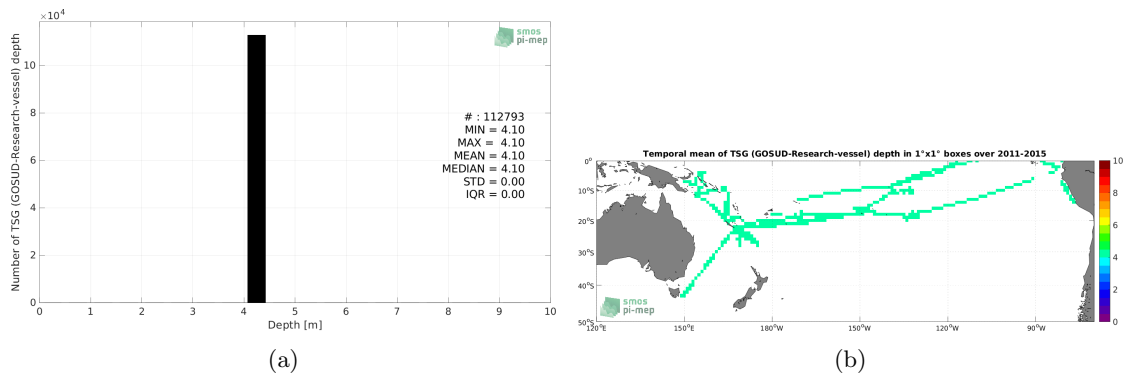 ×10⁴
10
8
6
4
2
0
Number of TSG (GOSUD-Research-vessel) depth
smos
pi-mep
# : 112793
MIN = 4.10
MAX = 4.10
MEAN = 4.10
MEDIAN = 4.10
STD = 0.00
IQR = 0.00
0 1 2 3 4 5 6 7 8 9 10
Depth [m]
(a)
Temporal mean of TSG (GOSUD-Research-vessel) depth in 1°x1° boxes over 2011-2015
0°
10°S
20°S
30°S
40°S
50°S
smos
pi-mep
120°E 150°E 180°W 150°W 120°W 90°W
10
8
6
4
2
0
(b)